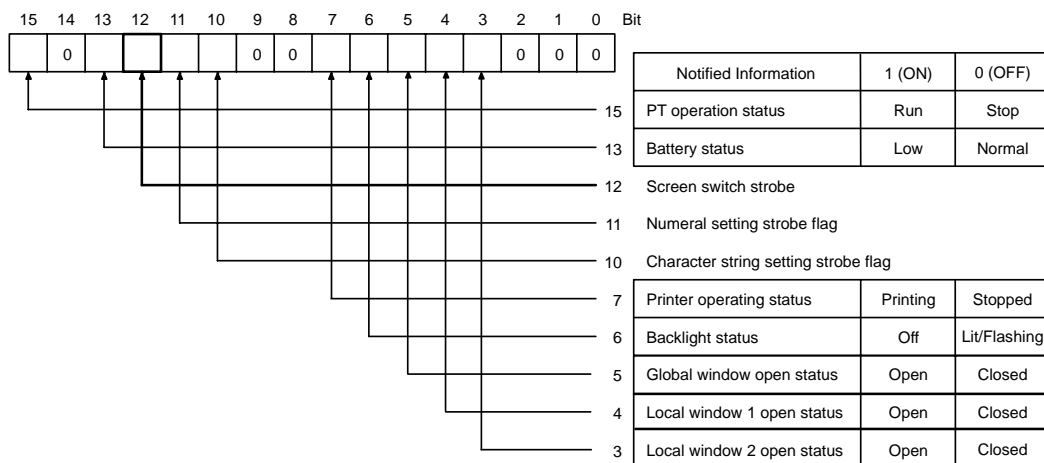 15 14 13 12 11 10 9 8 7 6 5 4 3 2 1 0 Bit
0 0 0 0 0 0
Notified Information 1 (ON) 0 (OFF)
15 PT operation status Run Stop
13 Battery status Low Normal
12 Screen switch strobe
11 Numeral setting strobe flag
10 Character string setting strobe flag
7 Printer operating status Printing Stopped
6 Backlight status Off Lit/Flashing
5 Global window open status Open Closed
4 Local window 1 open status Open Closed
3 Local window 2 open status Open Closed